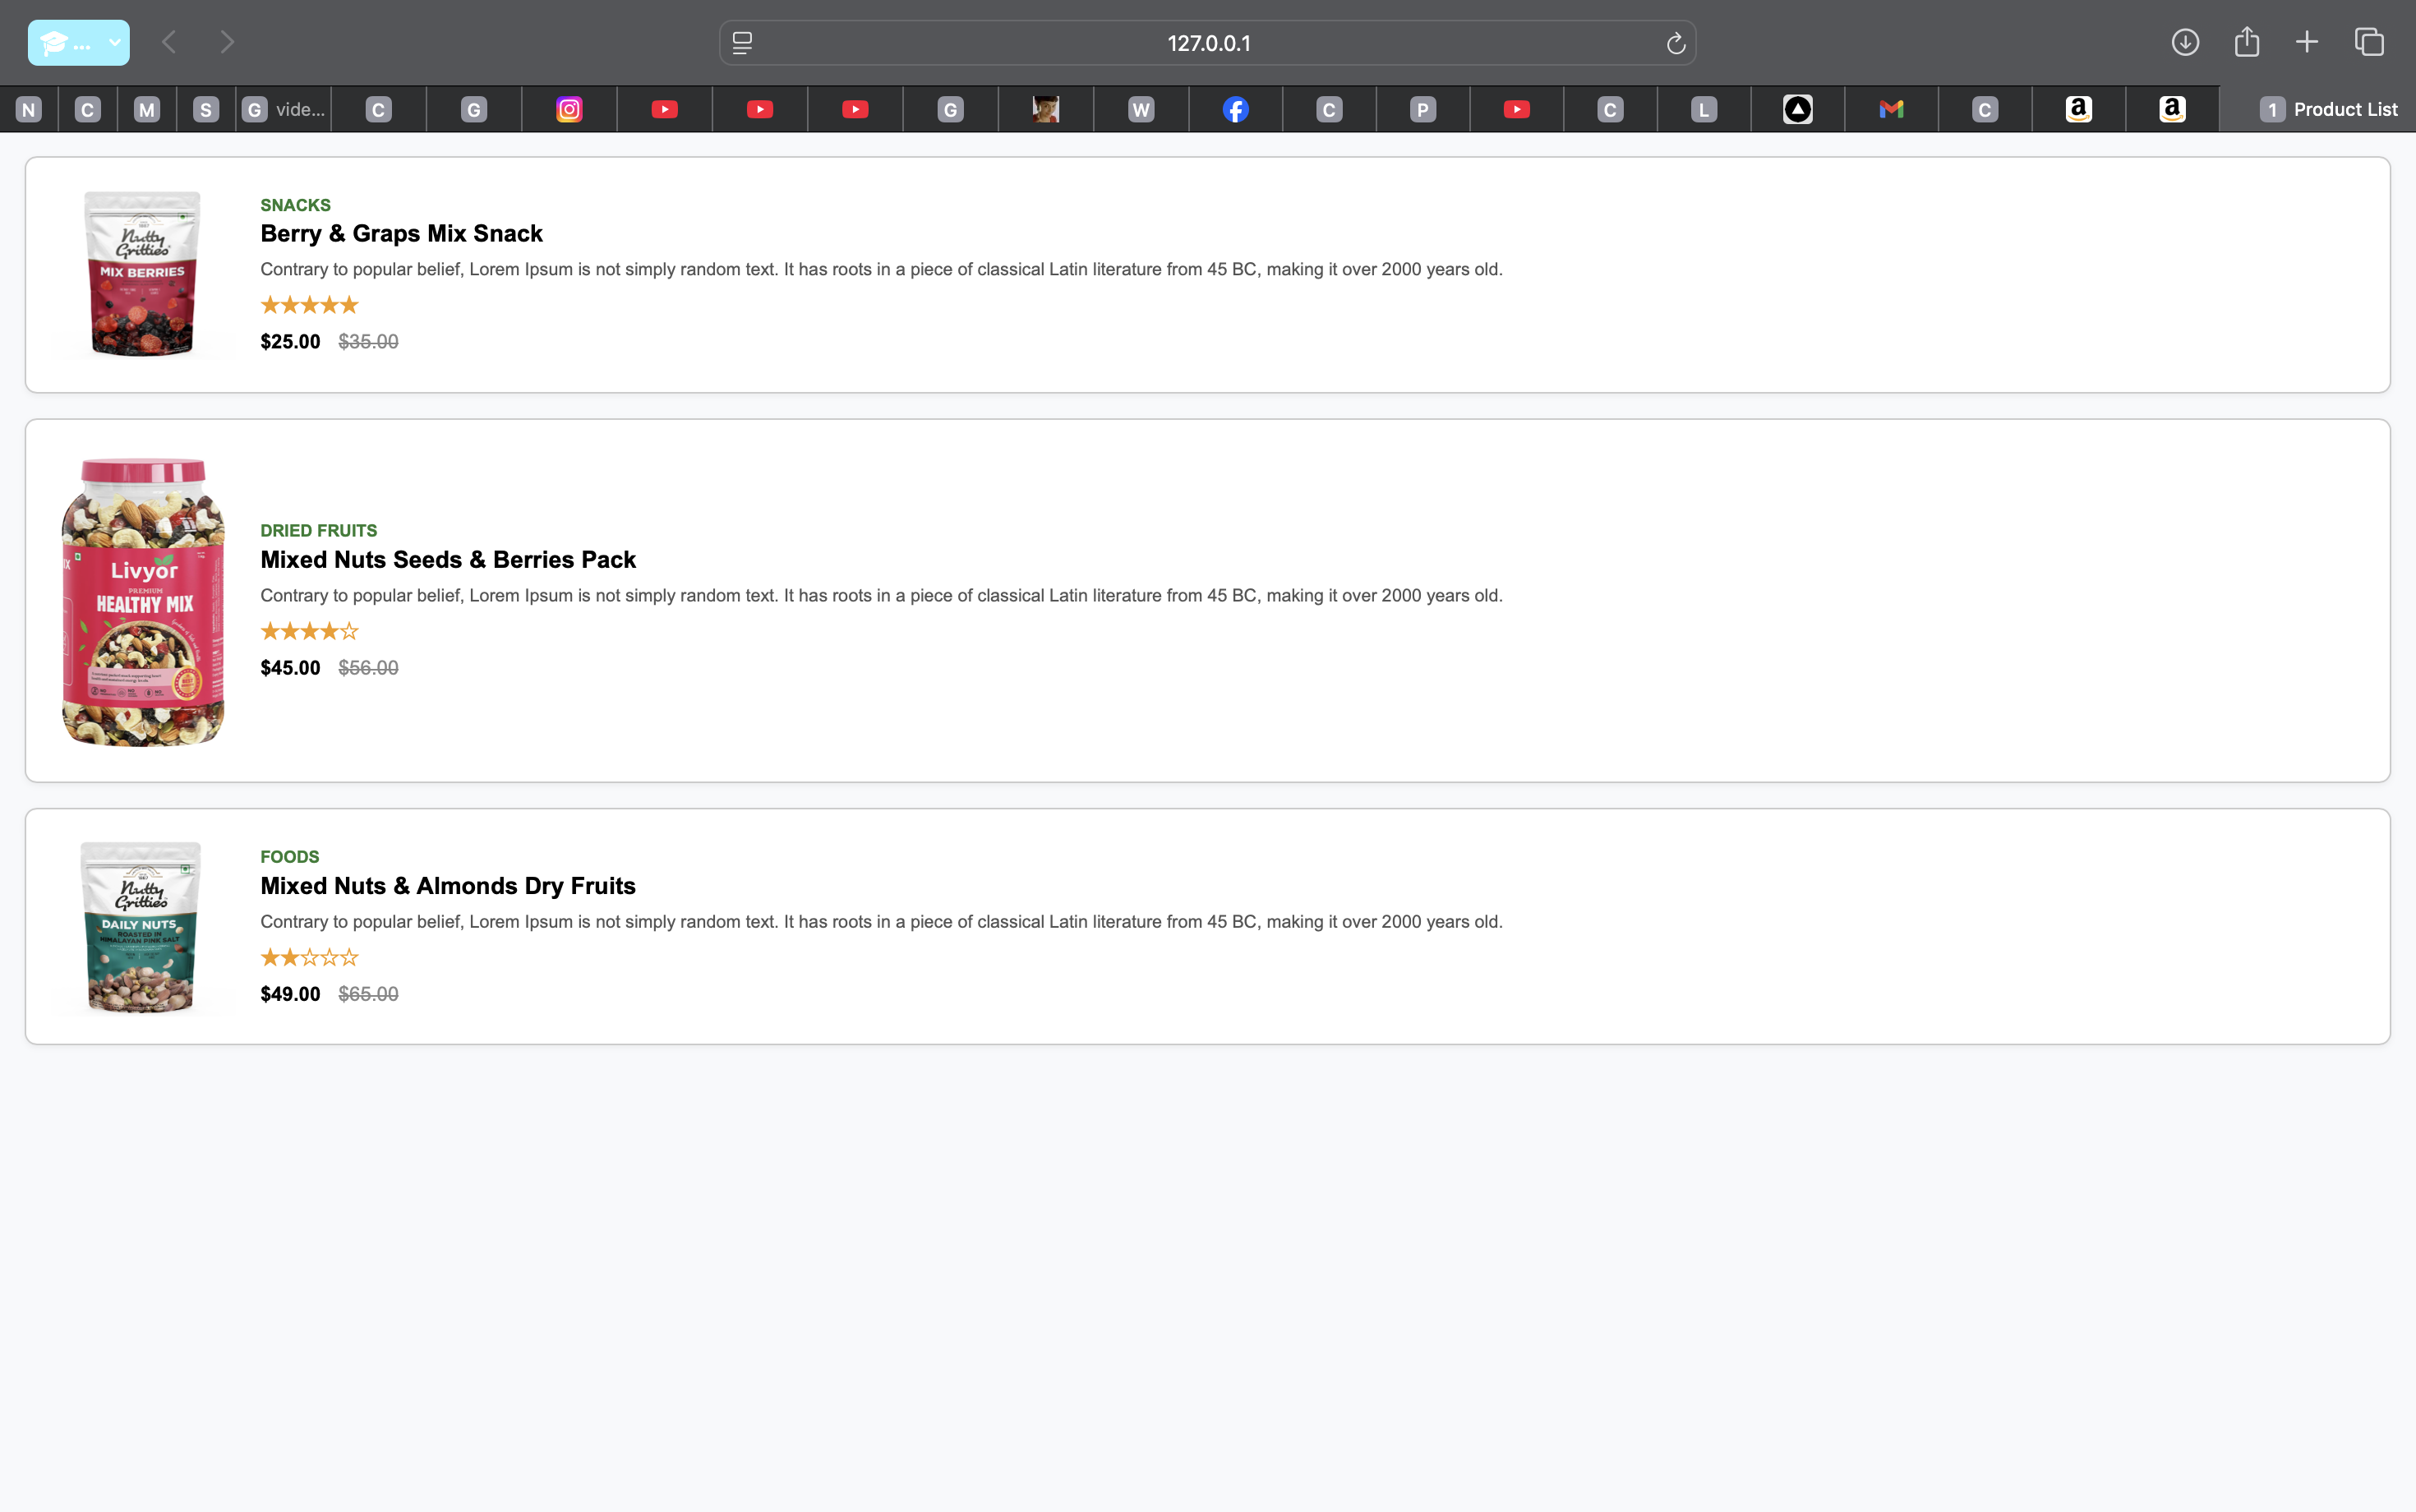 ...
127.0.0.1
N
C
M
S
G vide...
C
G
G
W
C
P
C
L
C
a
a
1 Product List
Nutty
Gritties
MIX BERRIES
SNACKS
Berry & Graps Mix Snack
Contrary to popular belief, Lorem Ipsum is not simply random text. It has roots in a piece of classical Latin literature from 45 BC, making it over 2000 years old.
★★★★★
$25.00 $35.00
Livyor
PREMIUM
HEALTHY MIX
DRIED FRUITS
Mixed Nuts Seeds & Berries Pack
Contrary to popular belief, Lorem Ipsum is not simply random text. It has roots in a piece of classical Latin literature from 45 BC, making it over 2000 years old.
★★★★☆
$45.00 $56.00
Nutty
Gritties
DAILY NUTS
ROASTED IN
HIMALAYAN PINK SALT
FOODS
Mixed Nuts & Almonds Dry Fruits
Contrary to popular belief, Lorem Ipsum is not simply random text. It has roots in a piece of classical Latin literature from 45 BC, making it over 2000 years old.
★★☆☆☆
$49.00 $65.00